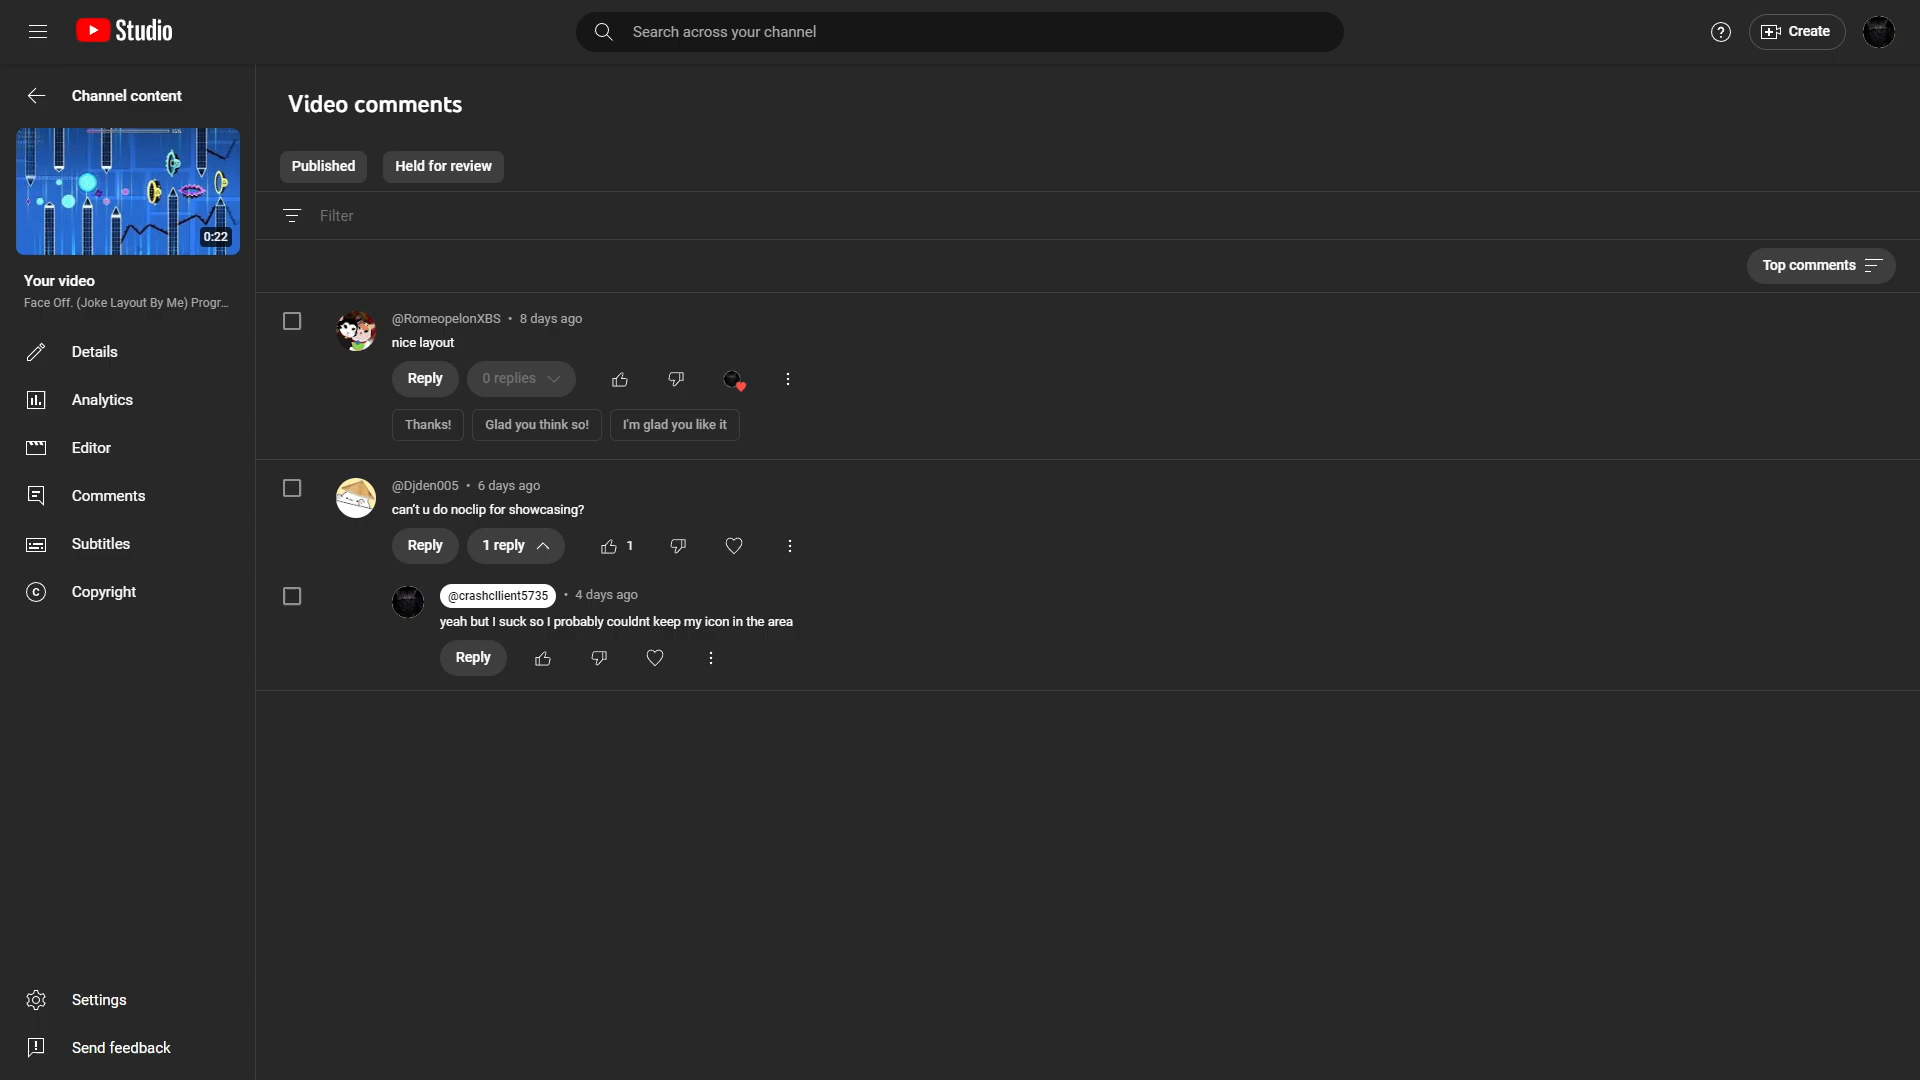 Studio
Search across your channel
Create
Channel content
0:22
Your video
Face Off. (Joke Layout By Me) Progr...
Details
Analytics
Editor
Comments
Subtitles
Copyright
Settings
Send feedback
Video comments
Published
Held for review
Filter
Top comments
@RomeopelonXBS • 8 days ago
nice layout
Reply
0 replies
Thanks!
Glad you think so!
I'm glad you like it
@Djden005 • 6 days ago
can't u do noclip for showcasing?
Reply
1 reply
1
@crashcllient5735 • 4 days ago
yeah but I suck so I probably couldnt keep my icon in the area
Reply